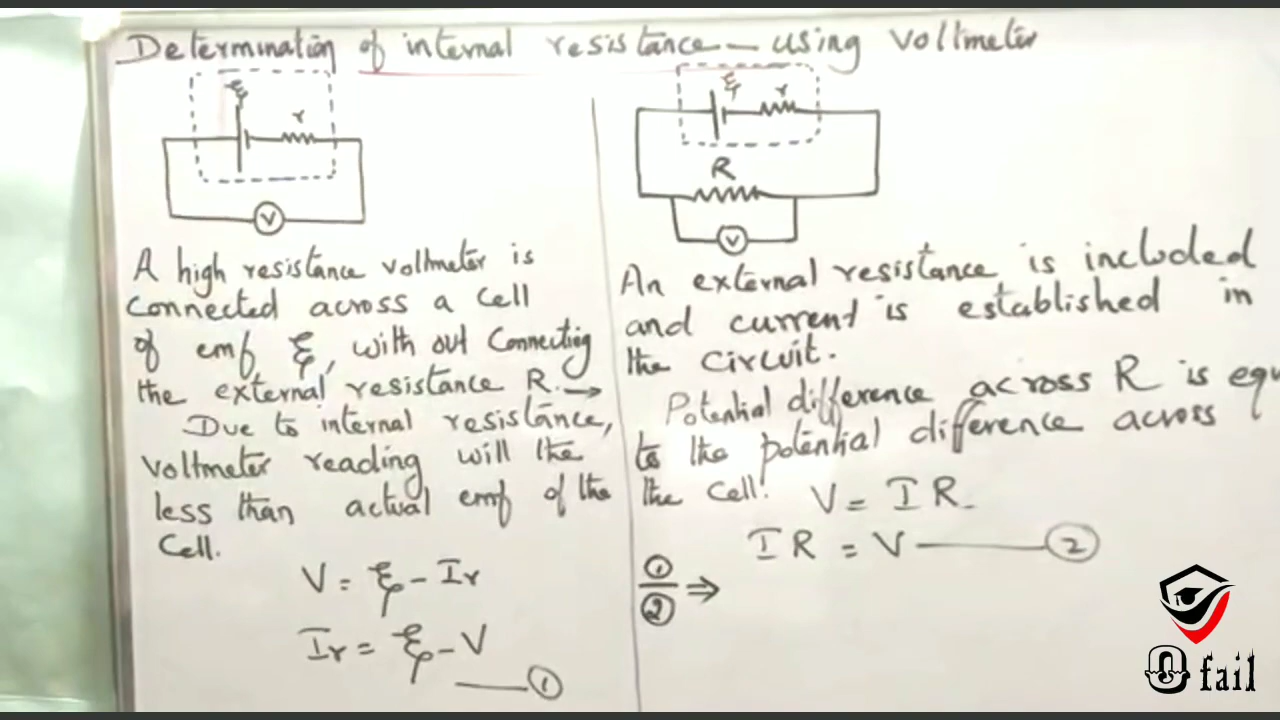 Determination of internal resistance - using Voltmeter
ξ
r
V
A high resistance voltmeter is
connected across a cell
of emf ξ, with out Connecting
the external resistance R. →
Due to internal resistance,
Voltmeter reading will the
less than actual emf of the
Cell.
V = ξ - Ir
Ir = ξ - V
—— ①
ξ
r
R
V
An external resistance is included
and current is established in
the circuit.
Potential difference across R is equ
to the potential difference across
the cell. V = IR.
IR = V —— ②
①/② ⇒
0 fail